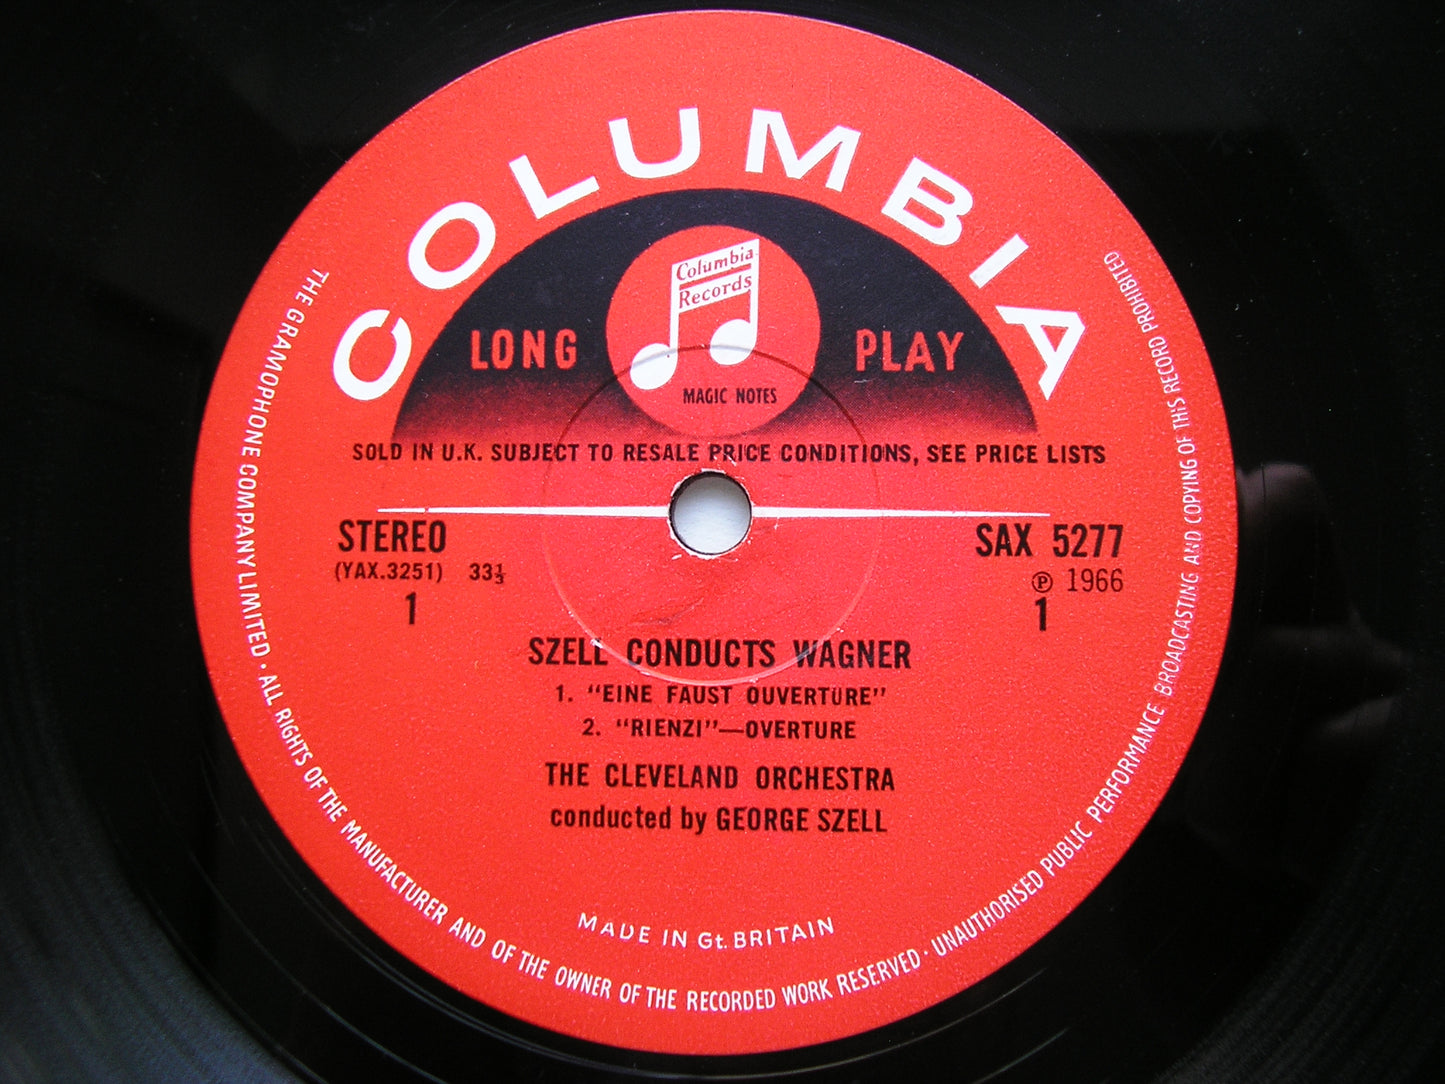 COLUMBIA
Columbia
Records
LONG PLAY
MAGIC NOTES
SOLD IN U.K. SUBJECT TO RESALE PRICE CONDITIONS, SEE PRICE LISTS
STEREO SAX 5277
(YAX.3251) 33⅓ ℗ 1966
1 1
SZELL CONDUCTS WAGNER
1. "EINE FAUST OUVERTURE"
2. "RIENZI"—OVERTURE
THE CLEVELAND ORCHESTRA
conducted by GEORGE SZELL
MADE IN Gt. BRITAIN
THE GRAMOPHONE COMPANY LIMITED · ALL RIGHTS OF THE MANUFACTURER AND OF THE OWNER OF THE RECORDED WORK RESERVED · UNAUTHORISED PUBLIC PERFORMANCE BROADCASTING AND COPYING OF THIS RECORD PROHIBITED